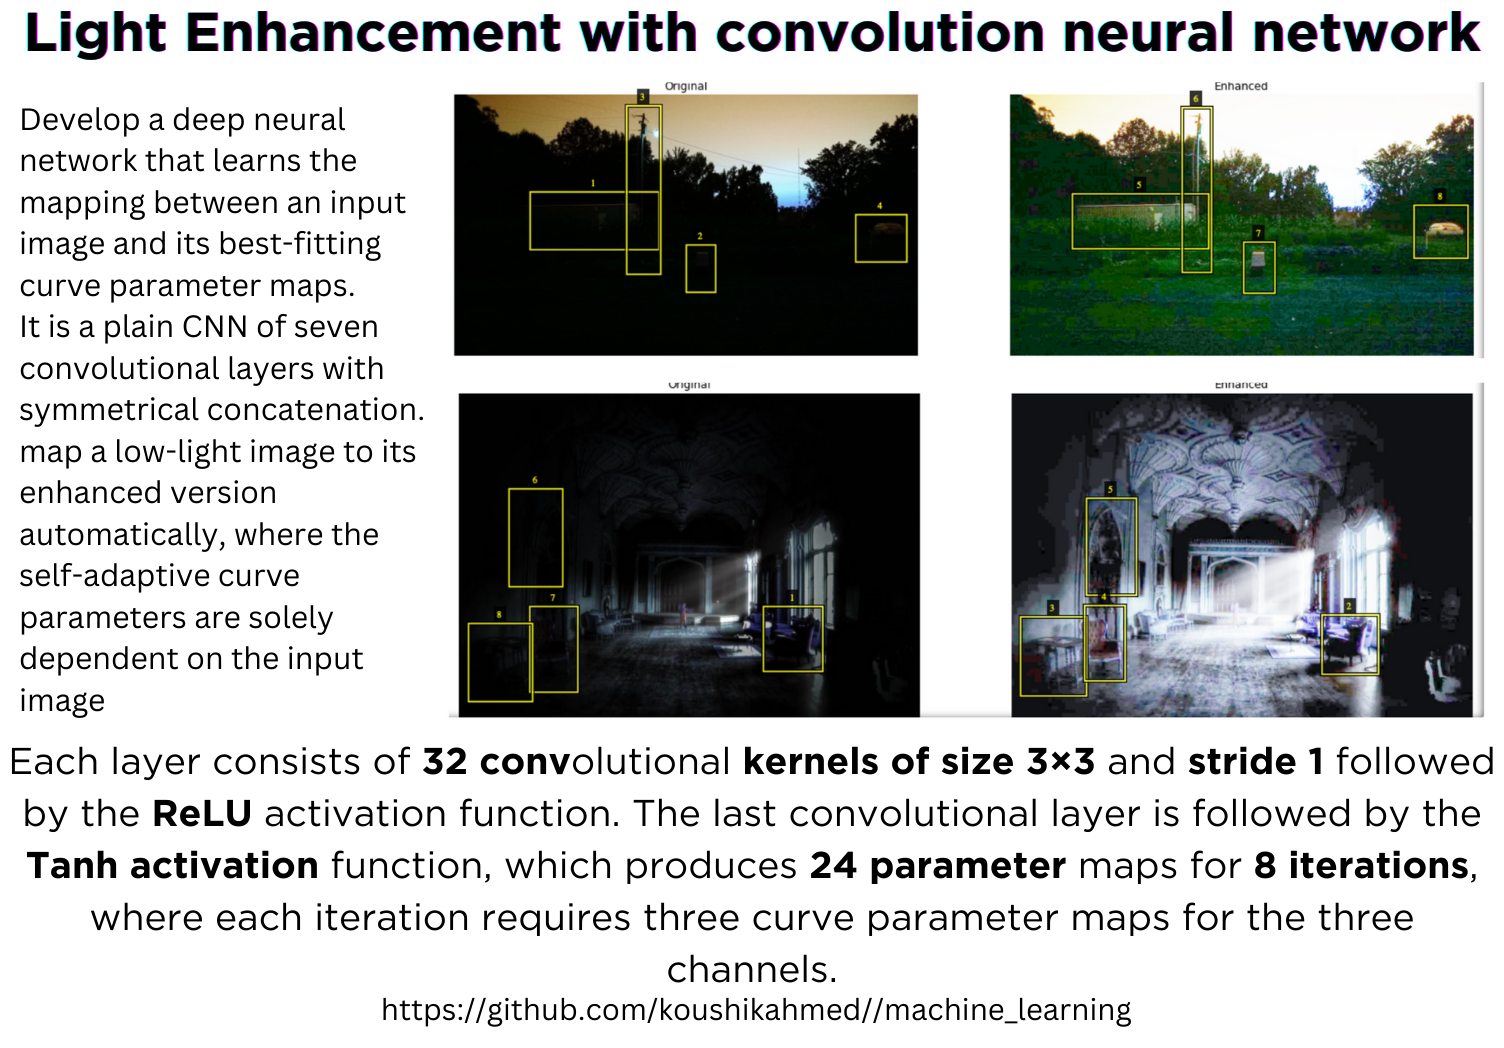 Light Enhancement with convolution neural network
Develop a deep neural
network that learns the
mapping between an input
image and its best-fitting
curve parameter maps.
It is a plain CNN of seven
convolutional layers with
symmetrical concatenation.
map a low-light image to its
enhanced version
automatically, where the
self-adaptive curve
parameters are solely
dependent on the input
image
Original
3
1
2
4
Enhanced
6
5
7
8
Original
6
7
8
1
Enhanced
5
4
3
2
Each layer consists of 32 convolutional kernels of size 3×3 and stride 1 followed
by the ReLU activation function. The last convolutional layer is followed by the
Tanh activation function, which produces 24 parameter maps for 8 iterations,
where each iteration requires three curve parameter maps for the three
channels.
https://github.com/koushikahmed//machine_learning